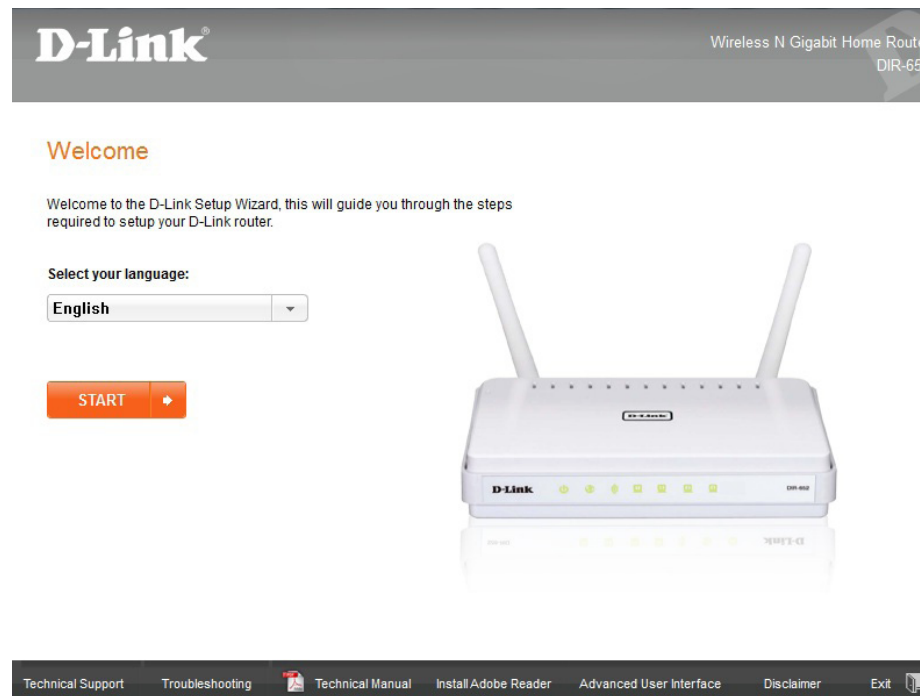 D-Link®
Wireless N Gigabit Home Route
DIR-65
Welcome
Welcome to the D-Link Setup Wizard, this will guide you through the steps
required to setup your D-Link router.
Select your language:
English
START
D-Link
D-Link DIR-652
Technical Support Troubleshooting Technical Manual Install Adobe Reader Advanced User Interface Disclaimer Exit